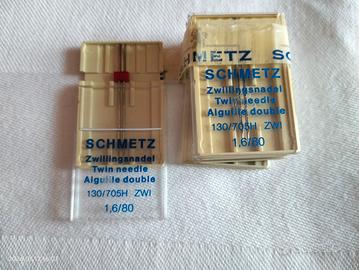 SCHMETZ
Zwillingsnadel
Twin needle
Aiguille double
130/705H ZWI
1,6/80
METZ SC
SCHMETZ
Zwillingsnadel
Twin needle
Aiguille double
130/705H ZWI
1,6/80